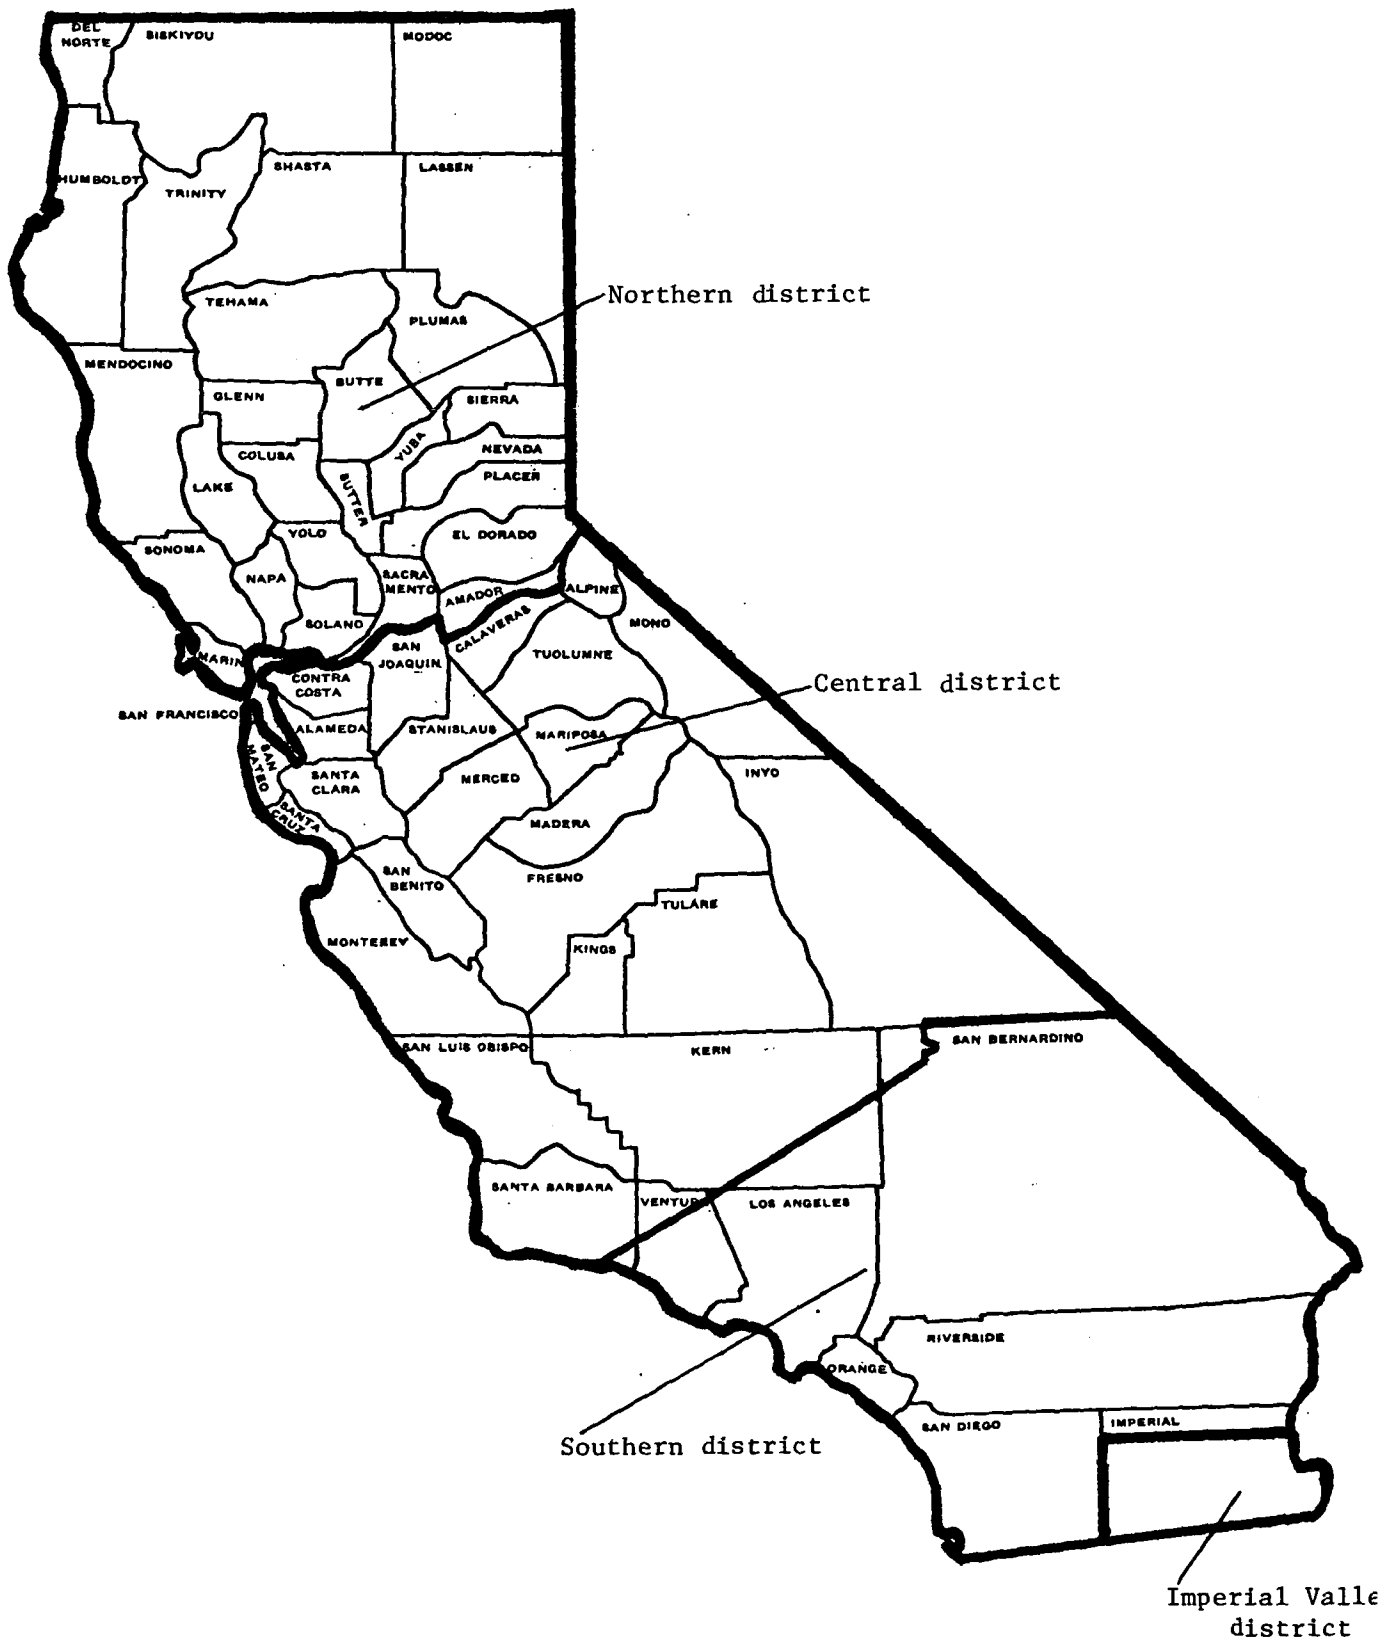 DEL
NORTE
SISKIYOU
MODOC
HUMBOLDT
TRINITY
SHASTA
LASSEN
TEHAMA
Northern district
PLUMAS
MENDOCINO
BUTTE
GLENN
SIERRA
YUBA
NEVADA
COLUSA
PLACER
LAKE
SUTTER
YOLO
EL DORADO
SONOMA
NAPA
SACRA
MENTO
AMADOR
ALPINE
SOLANO
CALAVERAS
MONO
MARIN
SAN
JOAQUIN
TUOLUMNE
CONTRA
COSTA
Central district
SAN FRANCISCO
ALAMEDA
STANISLAUS
MARIPOSA
SAN
MATEO
SANTA
CLARA
MERCED
INYO
SANTA
CRUZ
MADERA
SAN
BENITO
FRESNO
TULARE
MONTEREY
KINGS
SAN LUIS OBISPO
KERN
SAN BERNARDINO
SANTA BARBARA
VENTUR
LOS ANGELES
RIVERSIDE
ORANGE
SAN DIEGO
IMPERIAL
Southern district
Imperial Valle
district